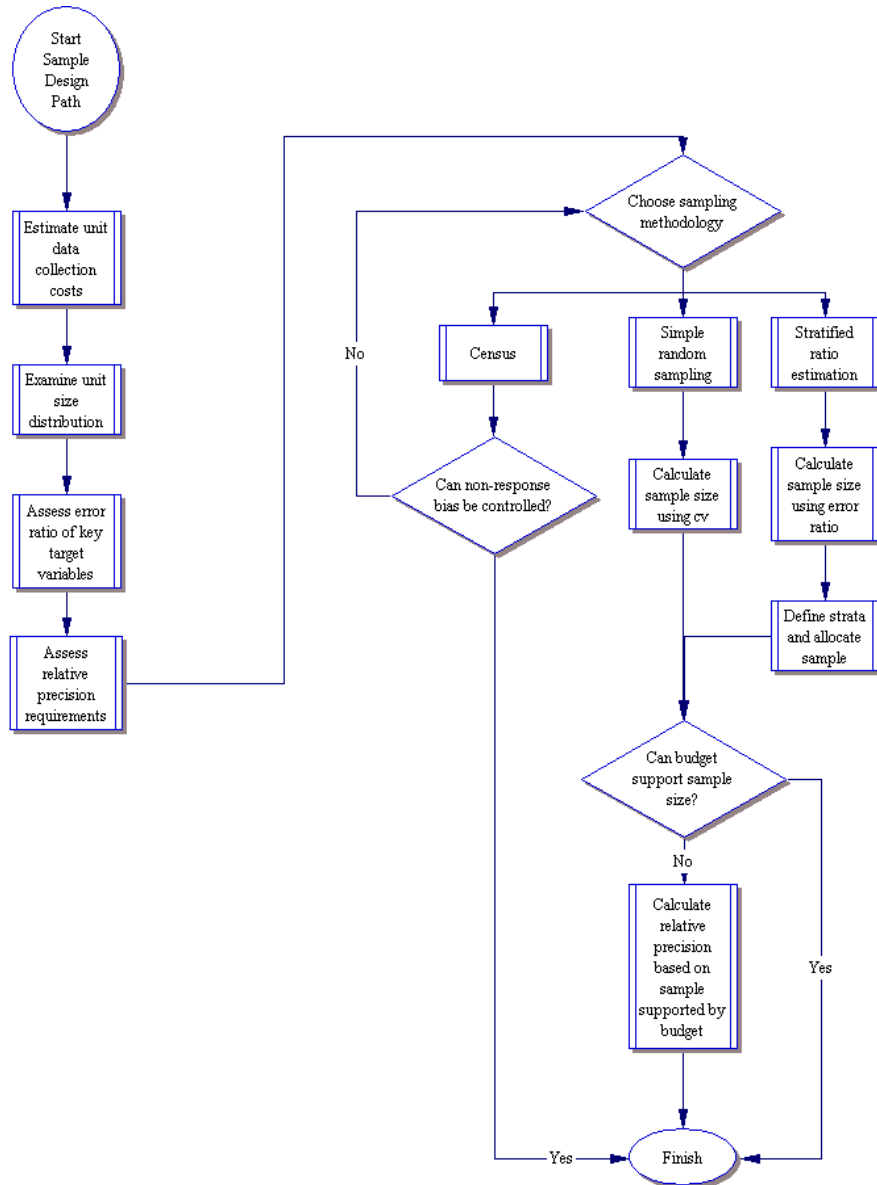 Start
Sample
Design
Path
Estimate unit
data
collection
costs
Examine unit
size
distribution
Assess error
ratio of key
target
variables
Assess
relative
precision
requirements
Choose sampling
methodology
No
Census
Simple
random
sampling
Stratified
ratio
estimation
Can non-response
bias be controlled?
Calculate
sample size
using cv
Calculate
sample size
using error
ratio
Define strata
and allocate
sample
Can budget
support sample
size?
No
Calculate
relative
precision
based on
sample
supported by
budget
Yes
Yes
Finish